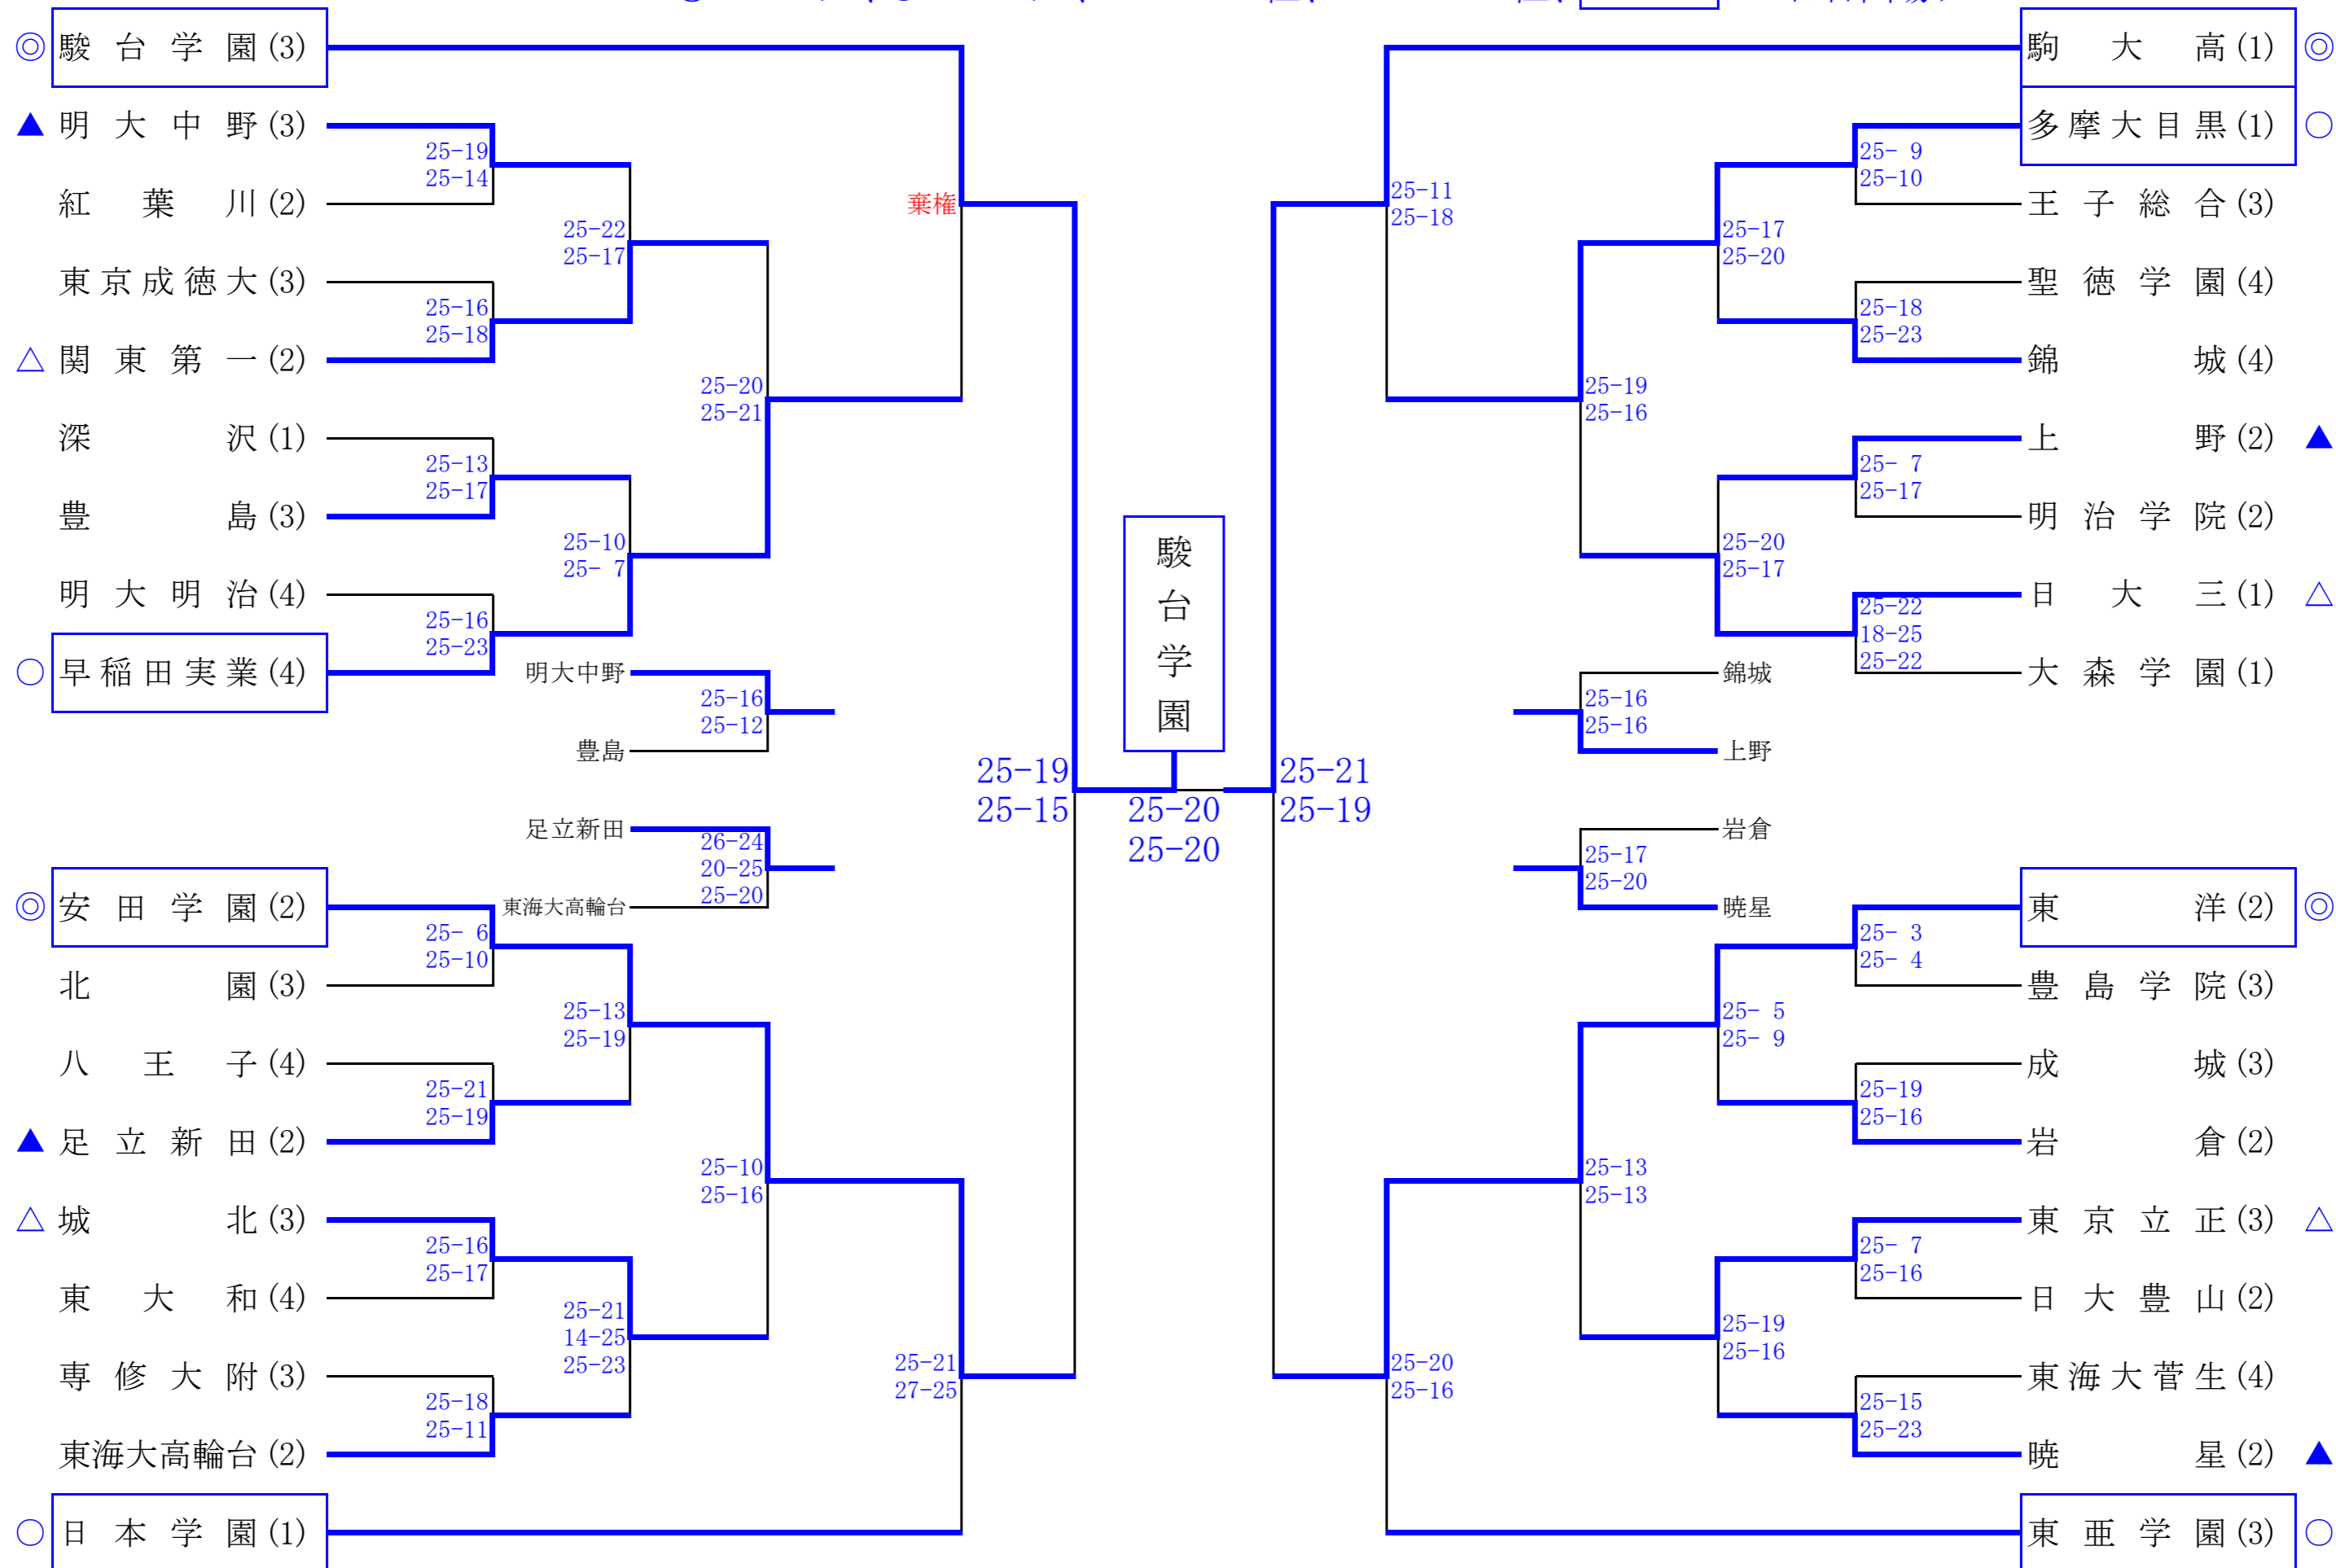 ◎ 駿台学園(3)
▲ 明大中野(3)
25-19
25-14
紅葉川(2)
25-22
25-17
東京成徳大(3)
25-16
25-18
△ 関東第一(2)
25-20
25-21
深沢(1)
25-13
25-17
豊島(3)
25-10
25- 7
明大明治(4)
25-16
25-23
○ 早稲田実業(4)
棄権
明大中野
25-16
25-12
豊島
足立新田
26-24
20-25
25-20
東海大高輪台
◎ 安田学園(2)
25- 6
25-10
北園(3)
25-13
25-19
八王子(4)
25-21
25-19
▲ 足立新田(2)
25-10
25-16
△ 城北(3)
25-16
25-17
東大和(4)
25-21
14-25
25-23
専修大附(3)
25-18
25-11
東海大高輪台(2)
25-21
27-25
○ 日本学園(1)
25-19
25-15
駿台学園
25-20
25-20
25-21
25-19
駒大高(1) ◎
多摩大目黒(1) ○
25- 9
25-10
王子総合(3)
25-11
25-18
25-17
25-20
聖徳学園(4)
25-18
25-23
錦城(4)
25-19
25-16
上野(2) ▲
25- 7
25-17
明治学院(2)
25-20
25-17
日大三(1) △
25-22
18-25
25-22
大森学園(1)
錦城
25-16
25-16
上野
岩倉
25-17
25-20
暁星
東洋(2) ◎
25- 3
25- 4
豊島学院(3)
25- 5
25- 9
成城(3)
25-19
25-16
岩倉(2)
25-13
25-13
東京立正(3) △
25- 7
25-16
日大豊山(2)
25-19
25-16
東海大菅生(4)
25-15
25-23
暁星(2) ▲
25-20
25-16
東亜学園(3) ○